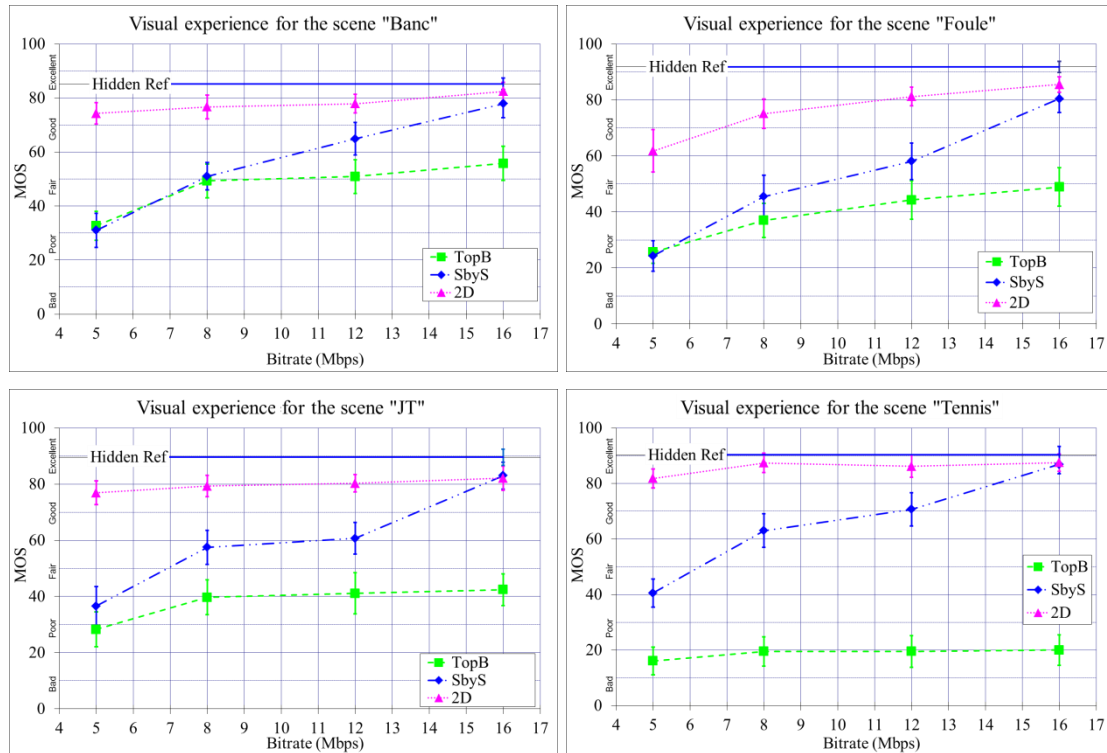 Visual experience for the scene "Banc"
100
80
60
40
20
0
MOS
Excellent
Good
Fair
Poor
Bad
Hidden Ref
TopB
SbyS
2D
4 5 6 7 8 9 10 11 12 13 14 15 16 17
Bitrate (Mbps)
Visual experience for the scene "Foule"
100
80
60
40
20
0
MOS
Excellent
Good
Fair
Poor
Bad
Hidden Ref
TopB
SbyS
2D
4 5 6 7 8 9 10 11 12 13 14 15 16 17
Bitrate (Mbps)
Visual experience for the scene "JT"
100
80
60
40
20
0
MOS
Excellent
Good
Fair
Poor
Bad
Hidden Ref
TopB
SbyS
2D
4 5 6 7 8 9 10 11 12 13 14 15 16 17
Bitrate (Mbps)
Visual experience for the scene "Tennis"
100
80
60
40
20
0
MOS
Excellent
Good
Fair
Poor
Bad
Hidden Ref
TopB
SbyS
2D
4 5 6 7 8 9 10 11 12 13 14 15 16 17
Bitrate (Mbps)